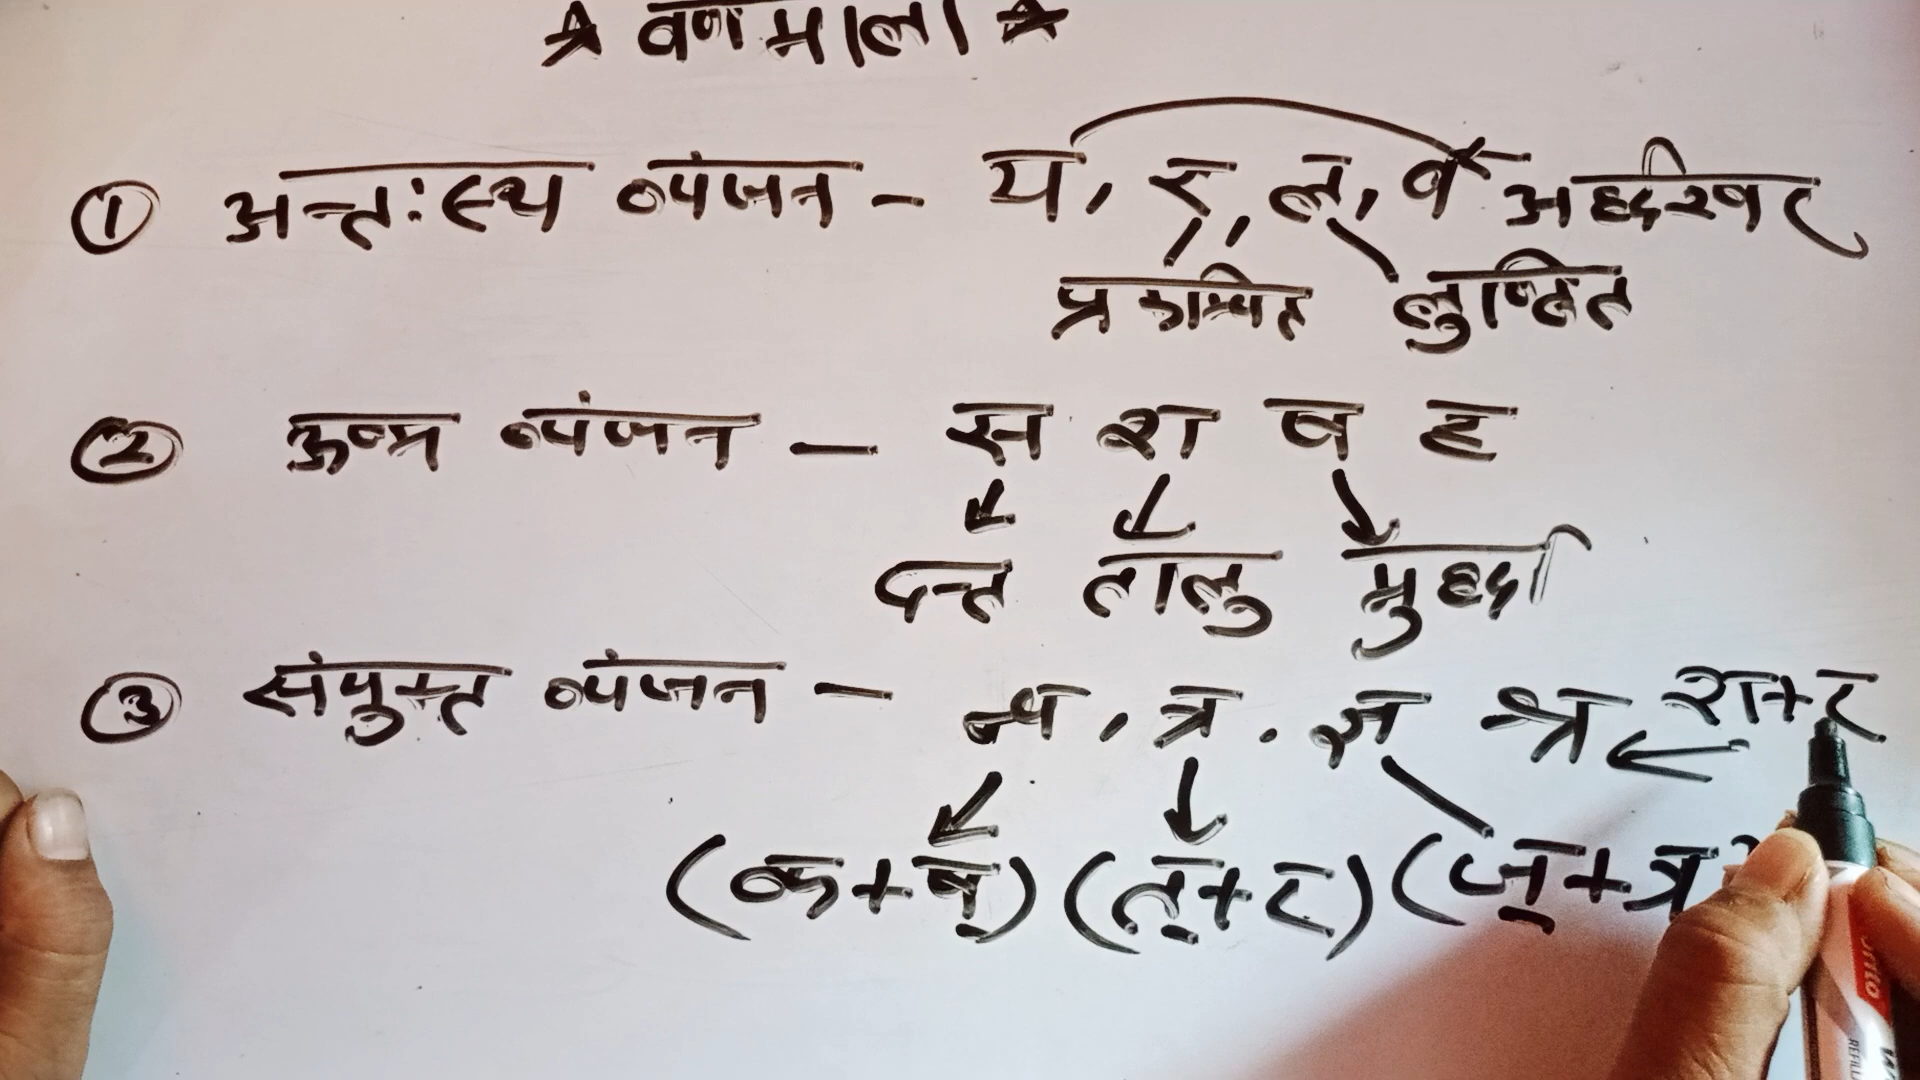 ★ वर्णमाला ★
① अन्तःस्थ व्यंजन - य, र, ल, व अर्द्धस्वर
प्रकम्पित लुण्ठित
② ऊष्म व्यंजन - स श ष ह
दन्त तालु मुर्द्धा
③ संयुक्त व्यंजन - क्ष, त्र, ज्ञ श्र श+र
(क+ष्) (त्+र) (ज्+त्र